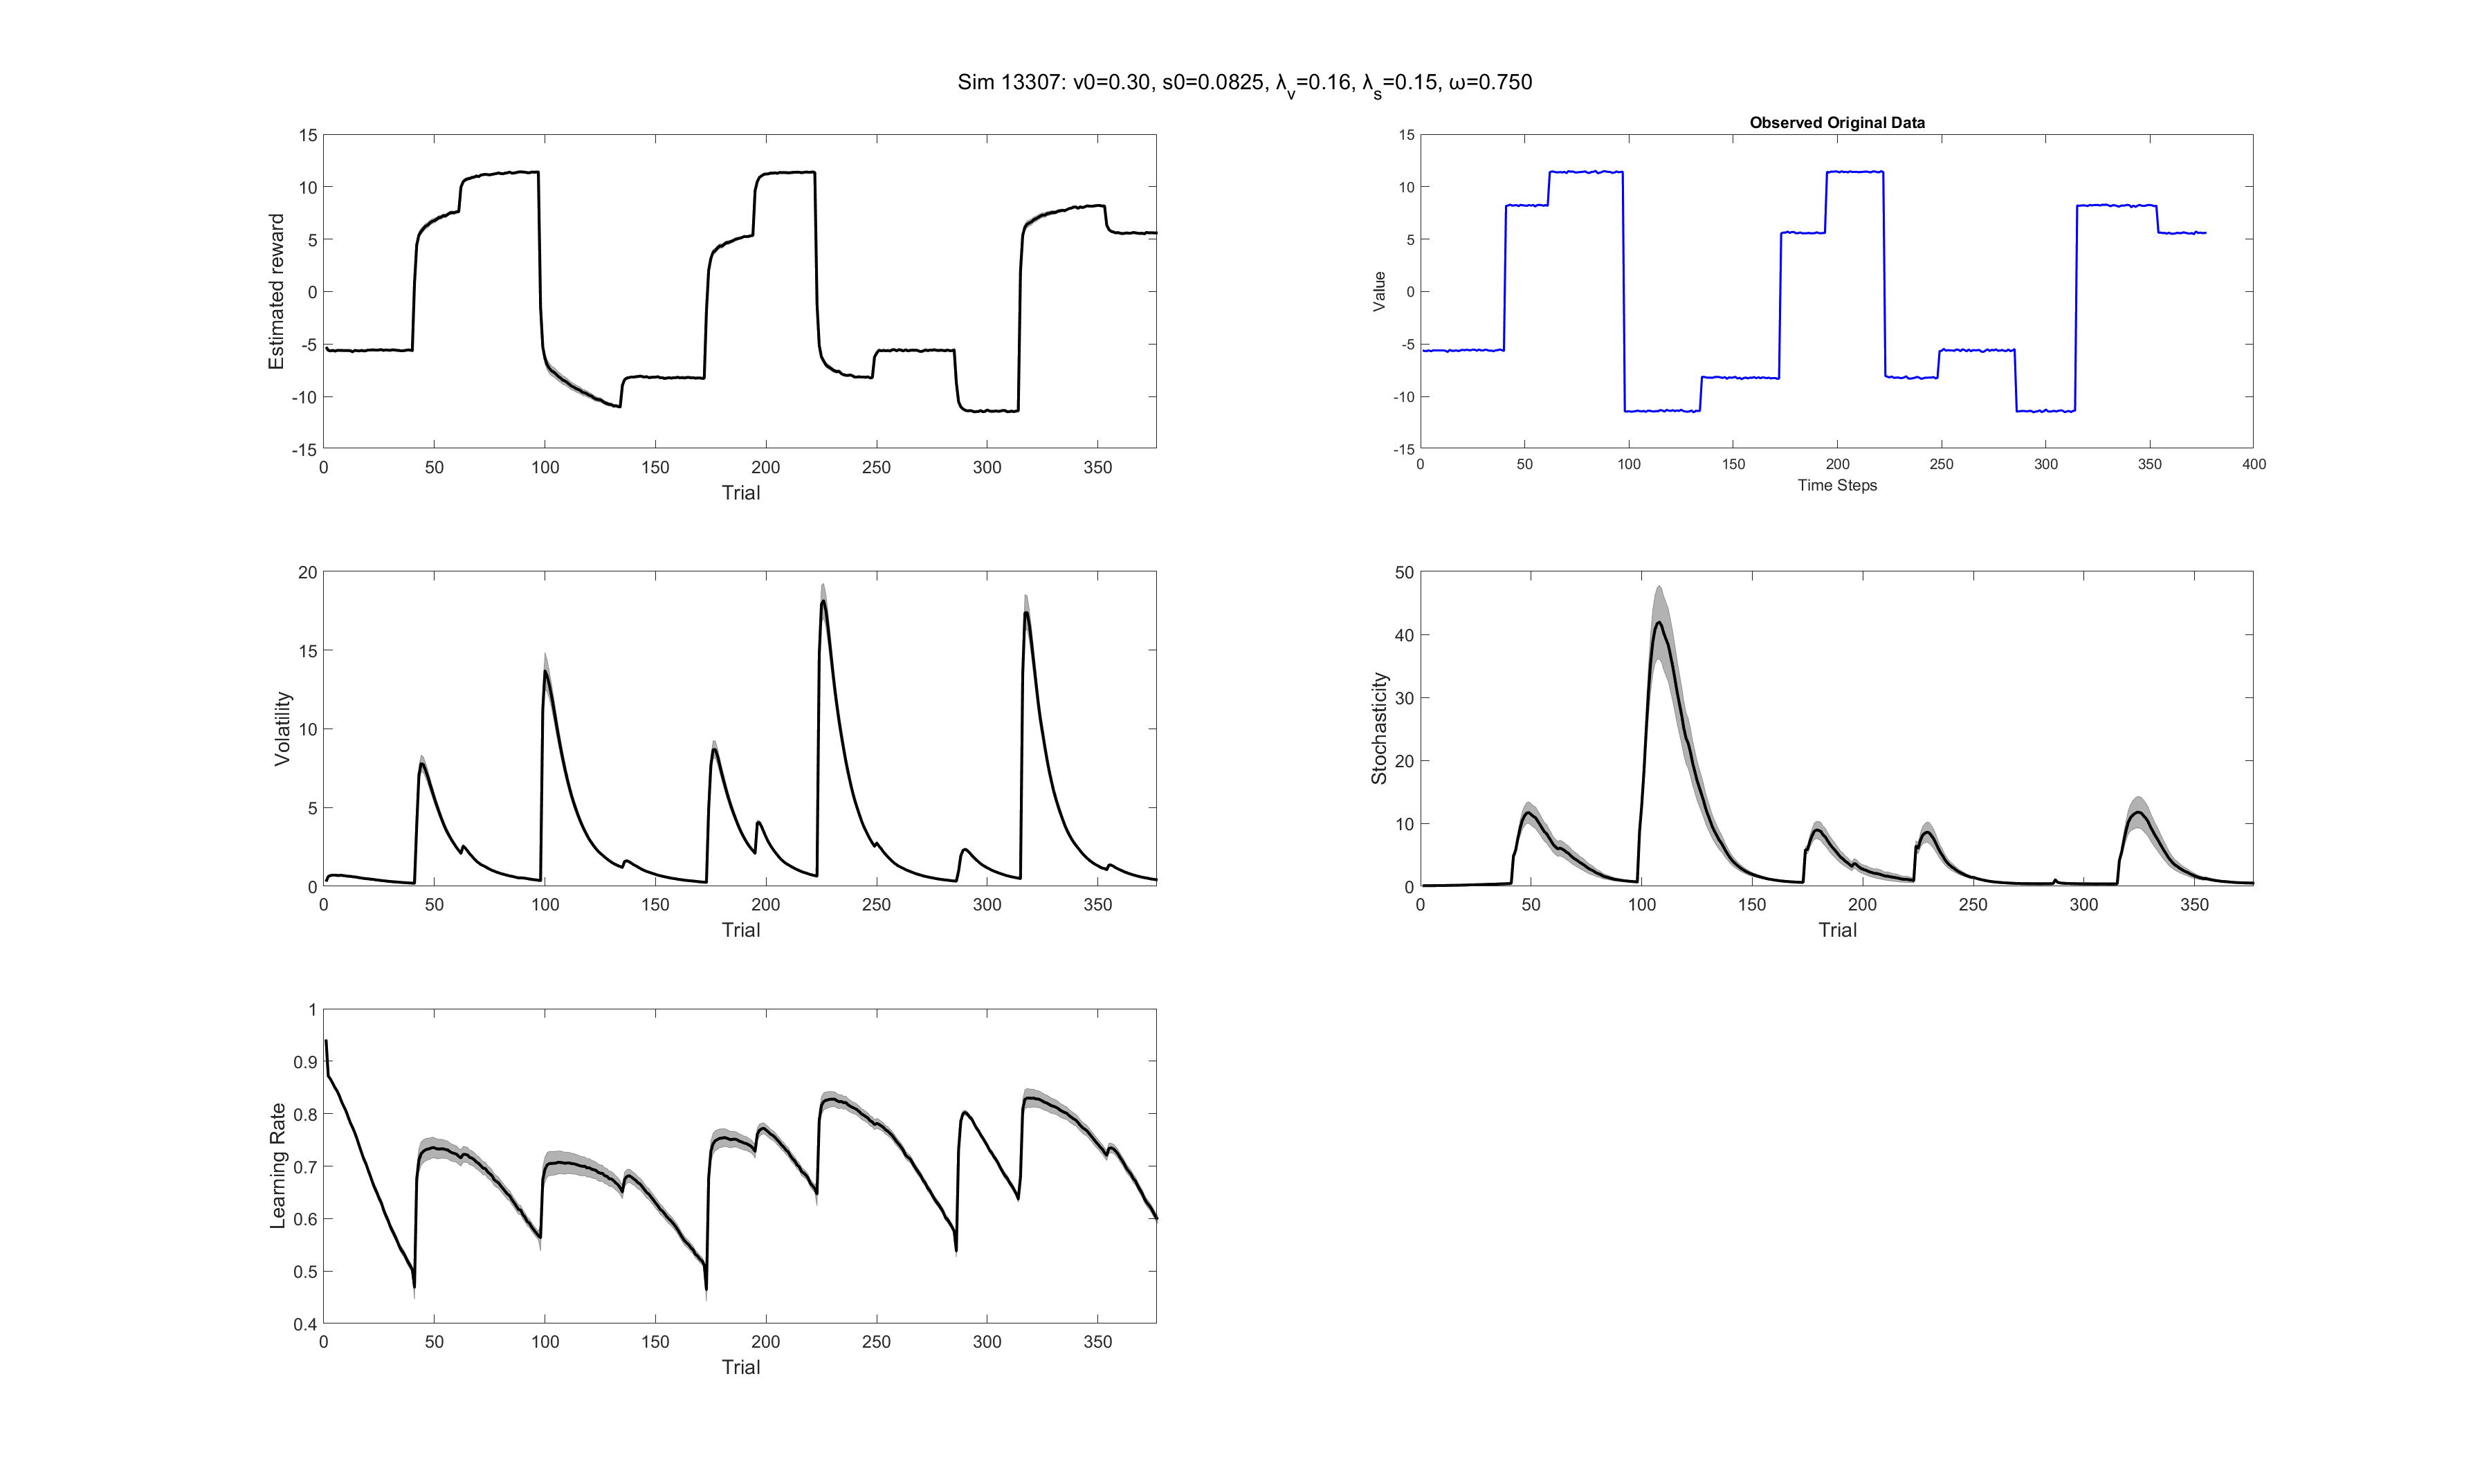 Sim 13307: v0=0.30, s0=0.0825, λv=0.16, λs=0.15, ω=0.750
15
10
5
0
-5
-10
-15
Estimated reward
0 50 100 150 200 250 300 350
Trial
Observed Original Data
15
10
5
0
-5
-10
-15
Value
0 50 100 150 200 250 300 350 400
Time Steps
20
15
10
5
0
Volatility
0 50 100 150 200 250 300 350
Trial
50
40
30
20
10
0
Stochasticity
0 50 100 150 200 250 300 350
Trial
1
0.9
0.8
0.7
0.6
0.5
0.4
Learning Rate
0 50 100 150 200 250 300 350
Trial